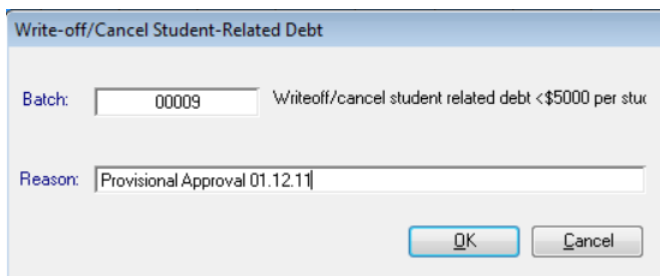 Write-off/Cancel Student-Related Debt
Batch: 00009 Writeoff/cancel student related debt <$5000 per stuc
Reason: Provisional Approval 01.12.11
OK Cancel